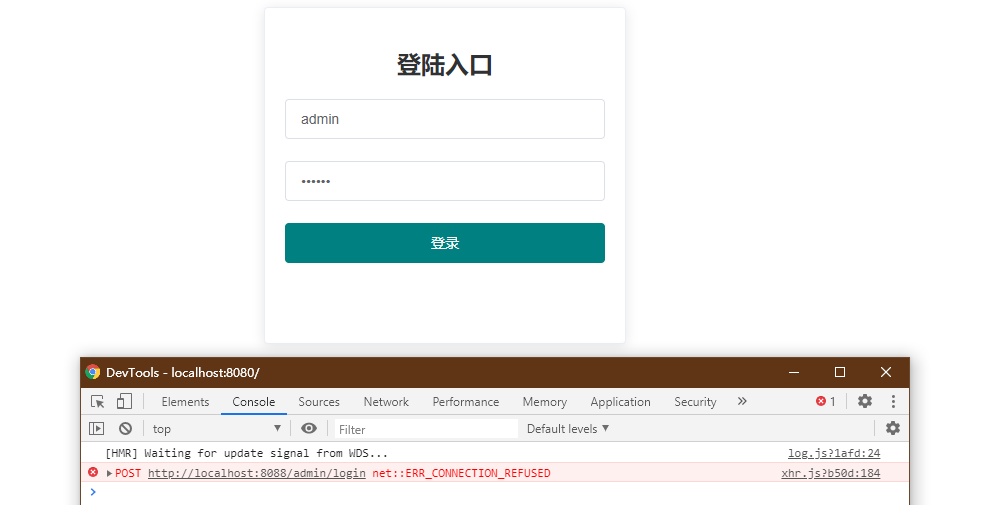 登陆入口
admin
••••••
登录
DevTools - localhost:8080/
Elements Console Sources Network Performance Memory Application Security » 1
top Filter Default levels
[HMR] Waiting for update signal from WDS... log.js?1afd:24
POST http://localhost:8088/admin/login net::ERR_CONNECTION_REFUSED xhr.js?b50d:184